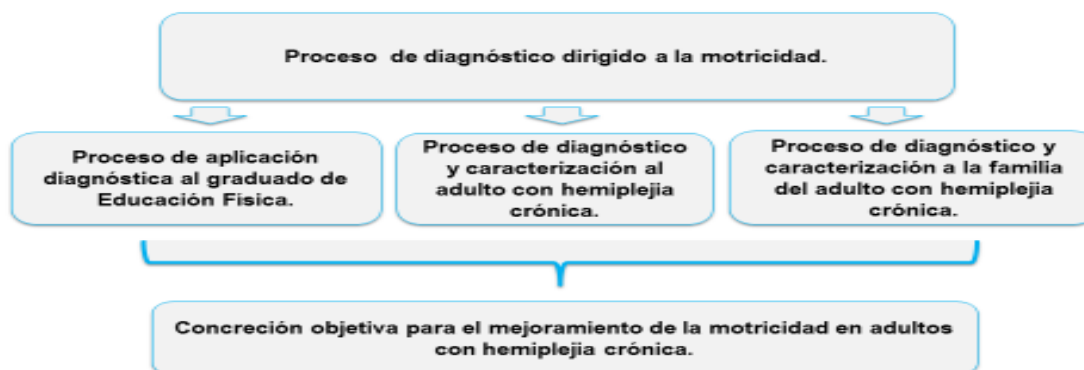 Proceso de diagnóstico dirigido a la motricidad.
Proceso de aplicación
diagnóstica al graduado de
Educación Física.
Proceso de diagnóstico
y caracterización al
adulto con hemiplejia
crónica.
Proceso de diagnóstico y
caracterización a la familia
del adulto con hemiplejia
crónica.
Concreción objetiva para el mejoramiento de la motricidad en adultos
con hemiplejia crónica.